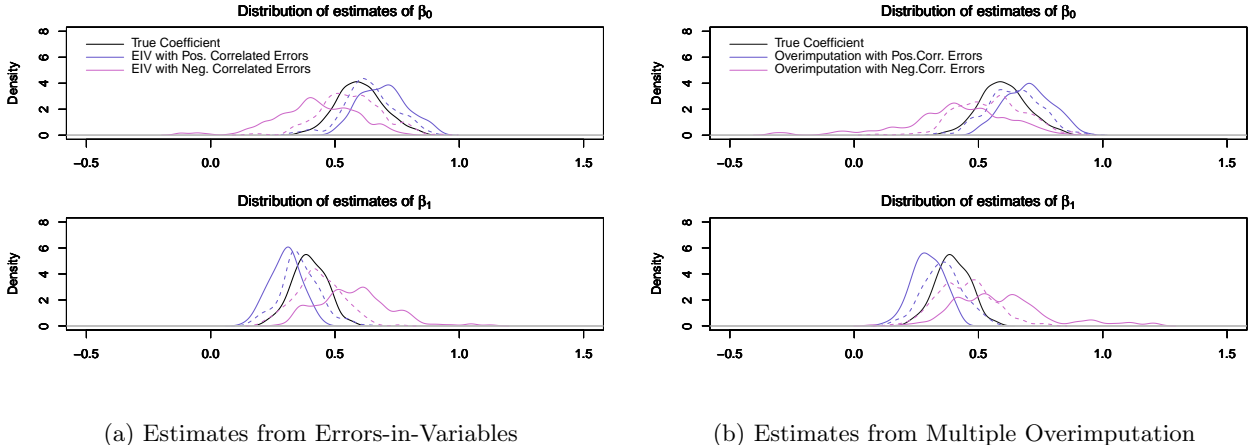 Distribution of estimates of β0
Density
0 2 4 6 8
True Coefficient
EIV with Pos. Correlated Errors
EIV with Neg. Correlated Errors
−0.5 0.0 0.5 1.0 1.5
Distribution of estimates of β1
Density
0 2 4 6 8
−0.5 0.0 0.5 1.0 1.5
(a) Estimates from Errors-in-Variables
Distribution of estimates of β0
Density
0 2 4 6 8
True Coefficient
Overimputation with Pos.Corr. Errors
Overimputation with Neg.Corr. Errors
−0.5 0.0 0.5 1.0 1.5
Distribution of estimates of β1
Density
0 2 4 6 8
−0.5 0.0 0.5 1.0 1.5
(b) Estimates from Multiple Overimputation